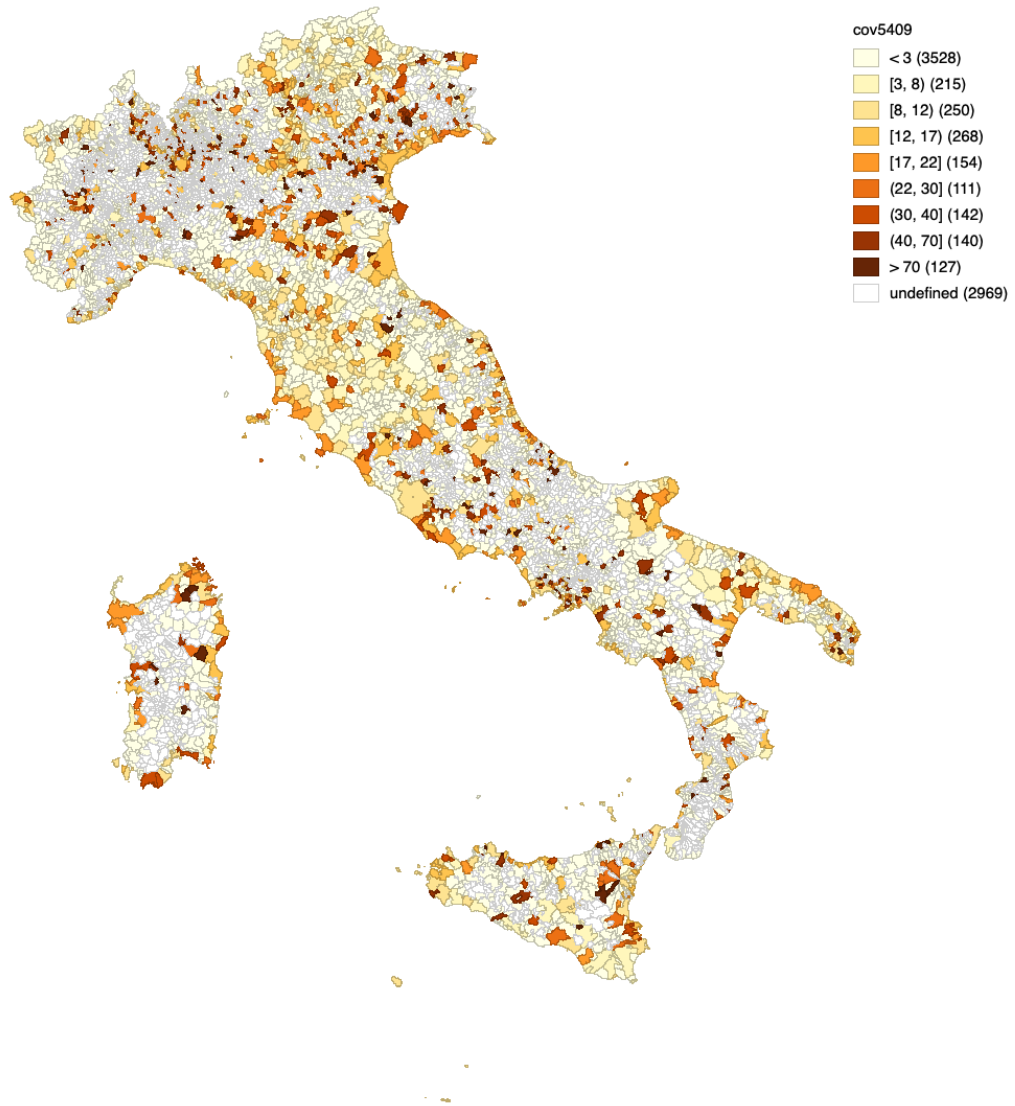 cov5409
< 3 (3528)
[3, 8) (215)
[8, 12) (250)
[12, 17) (268)
[17, 22] (154)
(22, 30] (111)
(30, 40] (142)
(40, 70] (140)
> 70 (127)
undefined (2969)